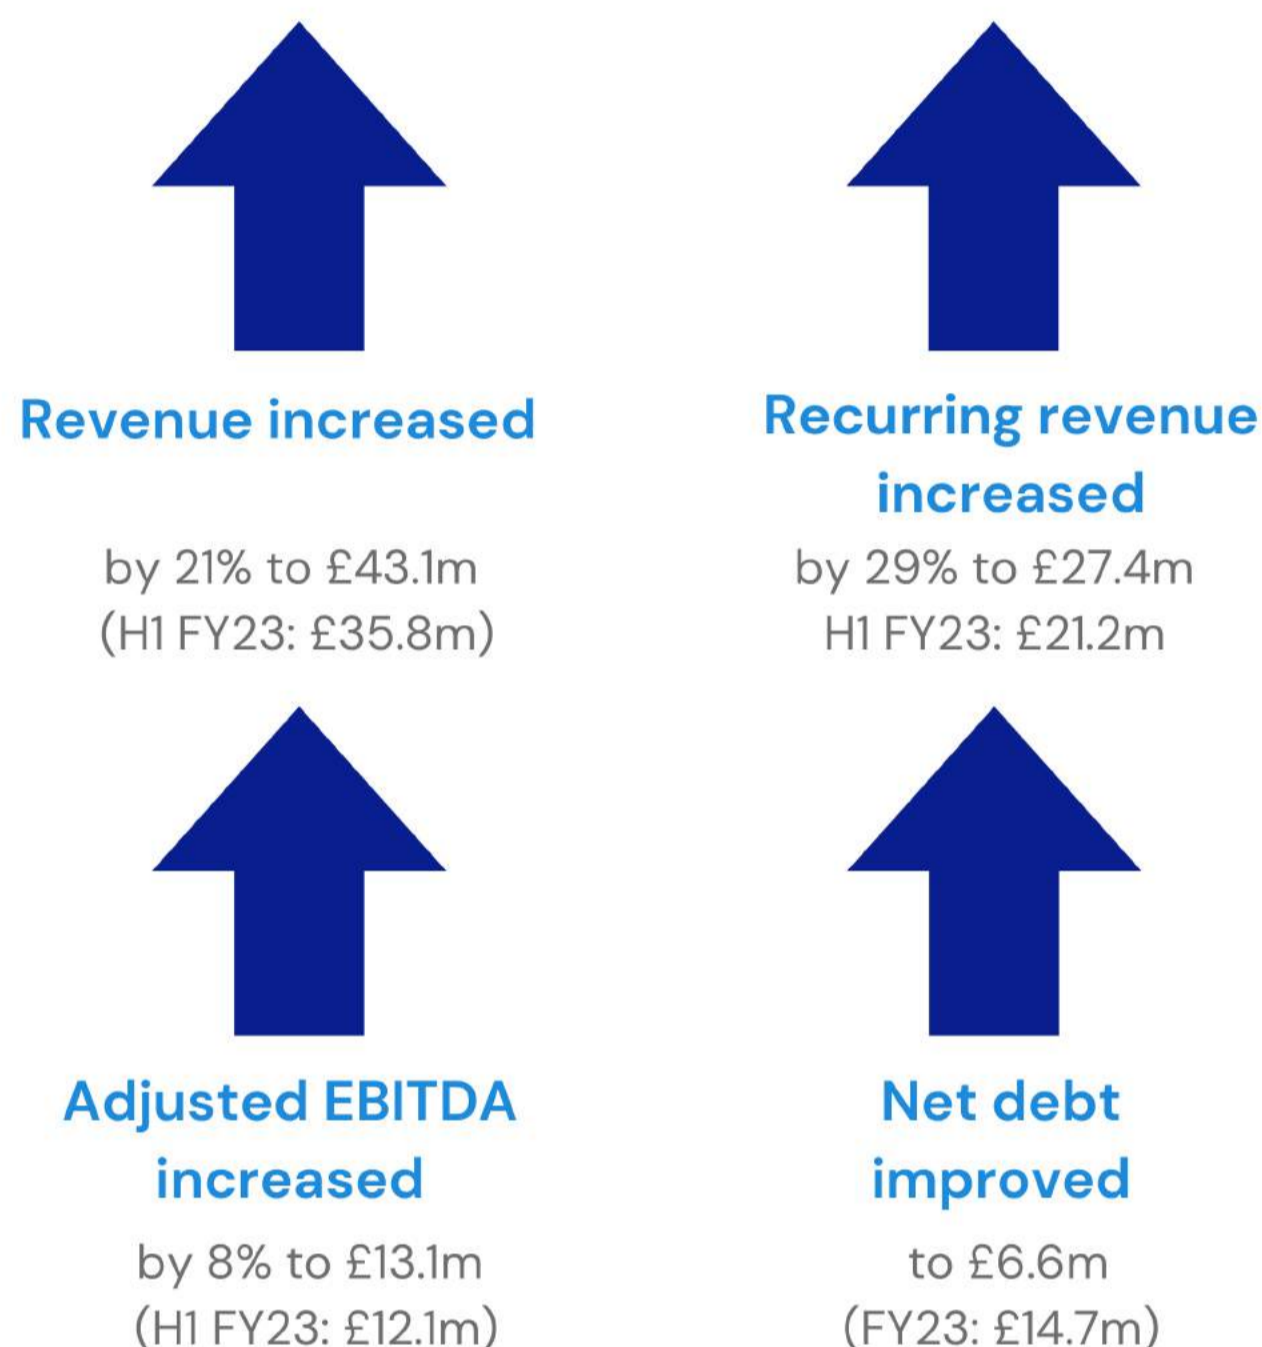 Revenue increased
by 21% to £43.1m
(H1 FY23: £35.8m)
Recurring revenue
increased
by 29% to £27.4m
H1 FY23: £21.2m
Adjusted EBITDA
increased
by 8% to £13.1m
(H1 FY23: £12.1m)
Net debt
improved
to £6.6m
(FY23: £14.7m)